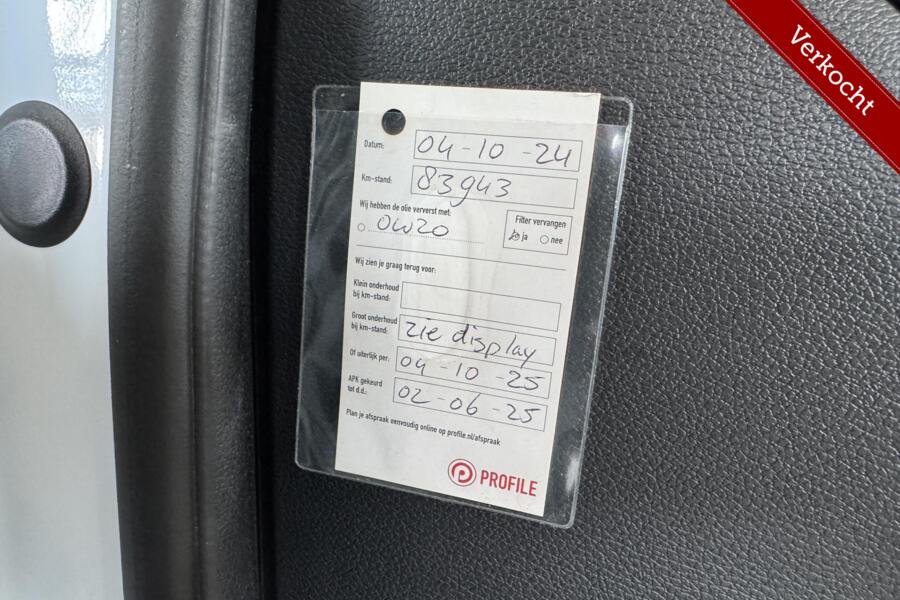 Verkocht
Datum: 04-10-24
Km-stand: 83943
Wij hebben de olie ververst met:
0W20
Filter vervangen
ja nee
Wij zien je graag terug voor:
Klein onderhoud
bij km-stand:
Groot onderhoud
bij km-stand: zie display
Of uiterlijk per: 04-10-25
APK gekeurd
tot d.d.: 02-06-25
Plan je afspraak eenvoudig online op profile.nl/afspraak
PROFILE